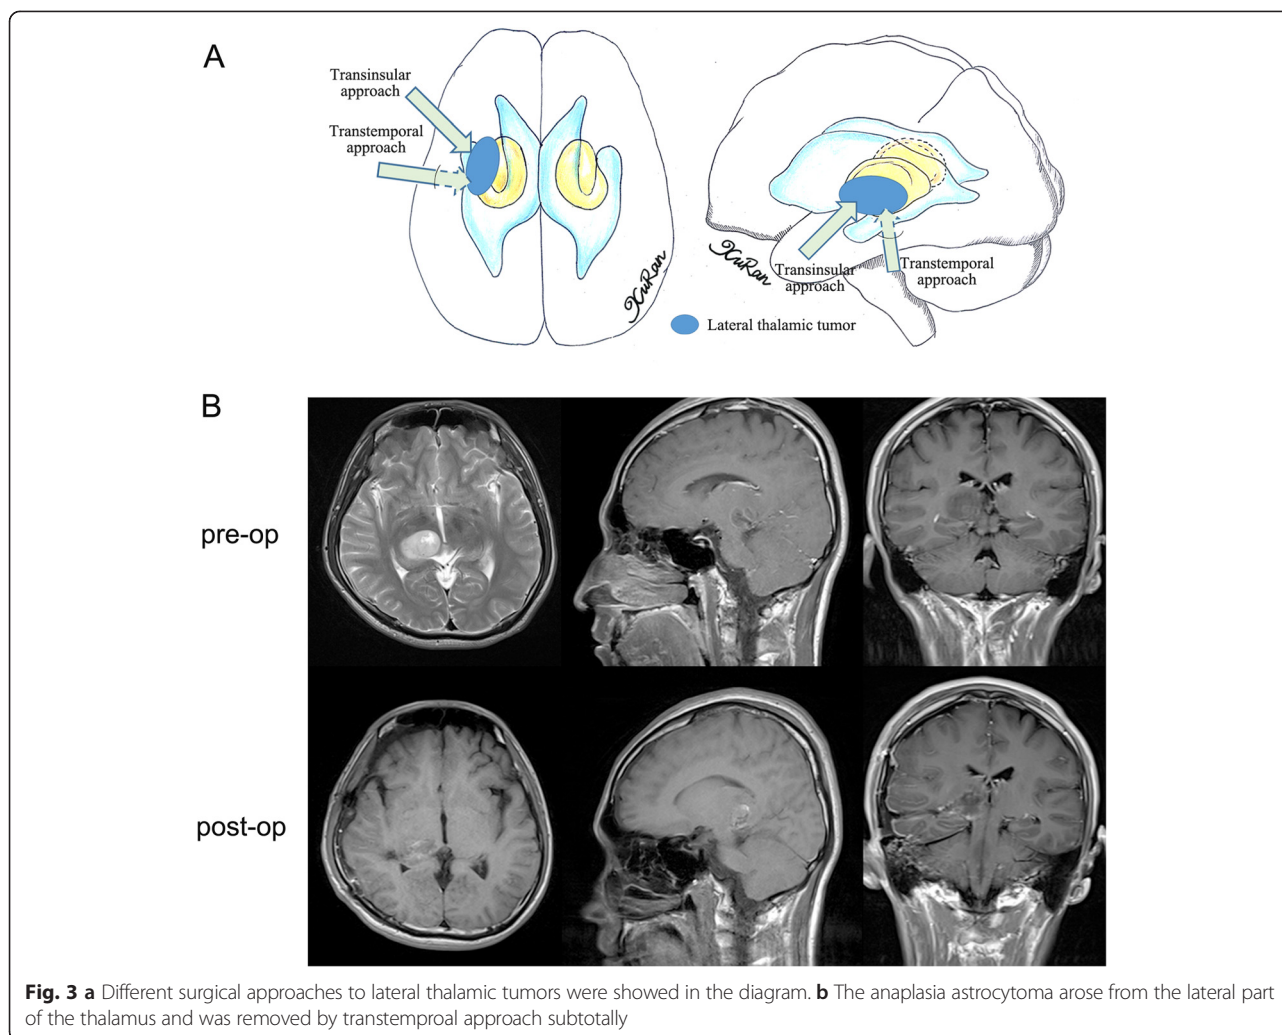 A
Transinsular
approach
Transtemporal
approach
XuRan
XuRan
Transinsular
approach
Transtemporal
approach
Lateral thalamic tumor
B
pre-op
post-op
Fig. 3 a Different surgical approaches to lateral thalamic tumors were showed in the diagram. b The anaplasia astrocytoma arose from the lateral part
of the thalamus and was removed by transtemproal approach subtotally